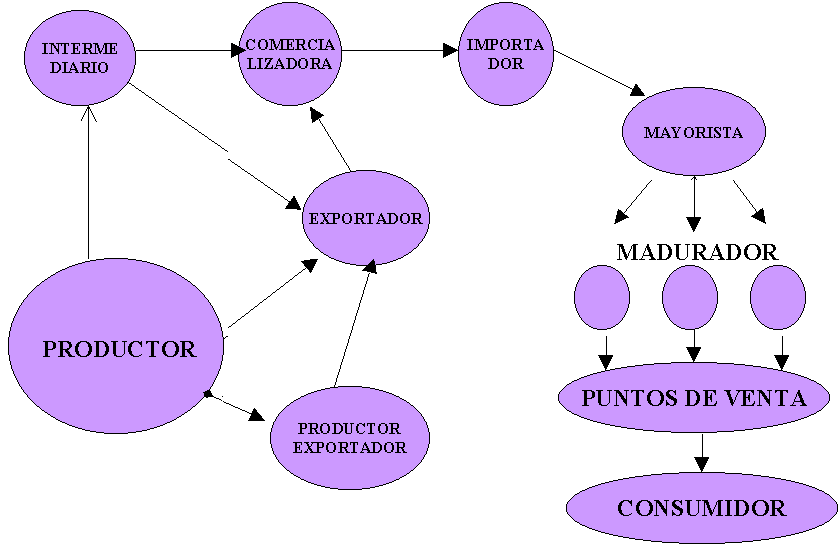 INTERME
DIARIO
COMERCIA
LIZADORA
IMPORTA
DOR
MAYORISTA
EXPORTADOR
MADURADOR
PRODUCTOR
PUNTOS DE VENTA
PRODUCTOR
EXPORTADOR
CONSUMIDOR